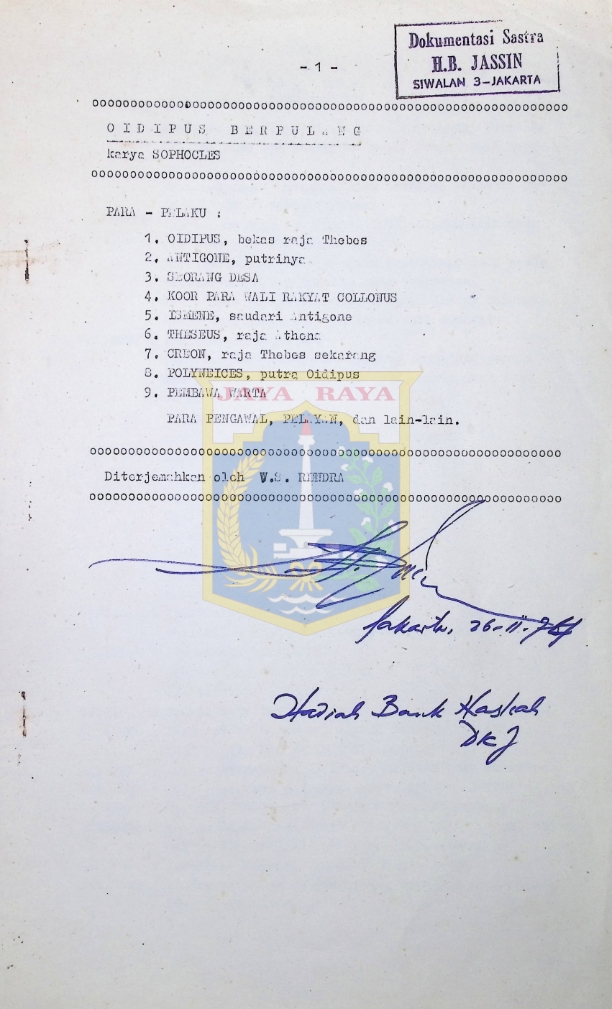 Dokumentasi Sastra
H.B. JASSIN
SIWALAN 3-JAKARTA
- 1 -
OIDIPUS BERPULANG
karya SOPHOCLES
PARA - PELAKU :
1. OIDIPUS, bekas raja Thebes
2. ANTIGONE, putrinya
3. SEORANG DESA
4. KOOR PARA WALI RAKYAT COLLONUS
5. ISMENE, saudari Antigone
6. THESEUS, raja Athena
7. CREON, raja Thebes sekarang
8. POLYNEICES, putra Oidipus
9. PEMBAWA WARTA
JAYA RAYA
PARA PENGAWAL, PELAYAN, dan lain-lain.
Diterjemahkan oleh W.S. RENDRA
Jakarta, 26-11-
Hadiah Bank Naskah
DKJ